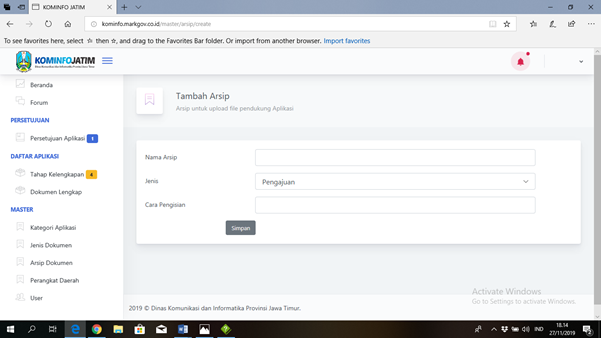 KOMINFO JATIM
kominfo.markgov.co.id/master/arsip/create
To see favorites here, select ☆ then ☆, and drag to the Favorites Bar folder. Or import from another browser. Import favorites
KOMINFOJATIM
Beranda
Forum
PERSETUJUAN
Persetujuan Aplikasi 1
DAFTAR APLIKASI
Tahap Kelengkapan 4
Dokumen Lengkap
MASTER
Kategori Aplikasi
Jenis Dokumen
Arsip Dokumen
Perangkat Daerah
User
Tambah Arsip
Arsip untuk upload file pendukung Aplikasi
Nama Arsip
Jenis
Pengajuan
Cara Pengisian
Simpan
Activate Windows
Go to Settings to activate Windows.
2019 © Dinas Komunikasi dan Informatika Provinsi Jawa Timur.
IND
18.14
27/11/2019